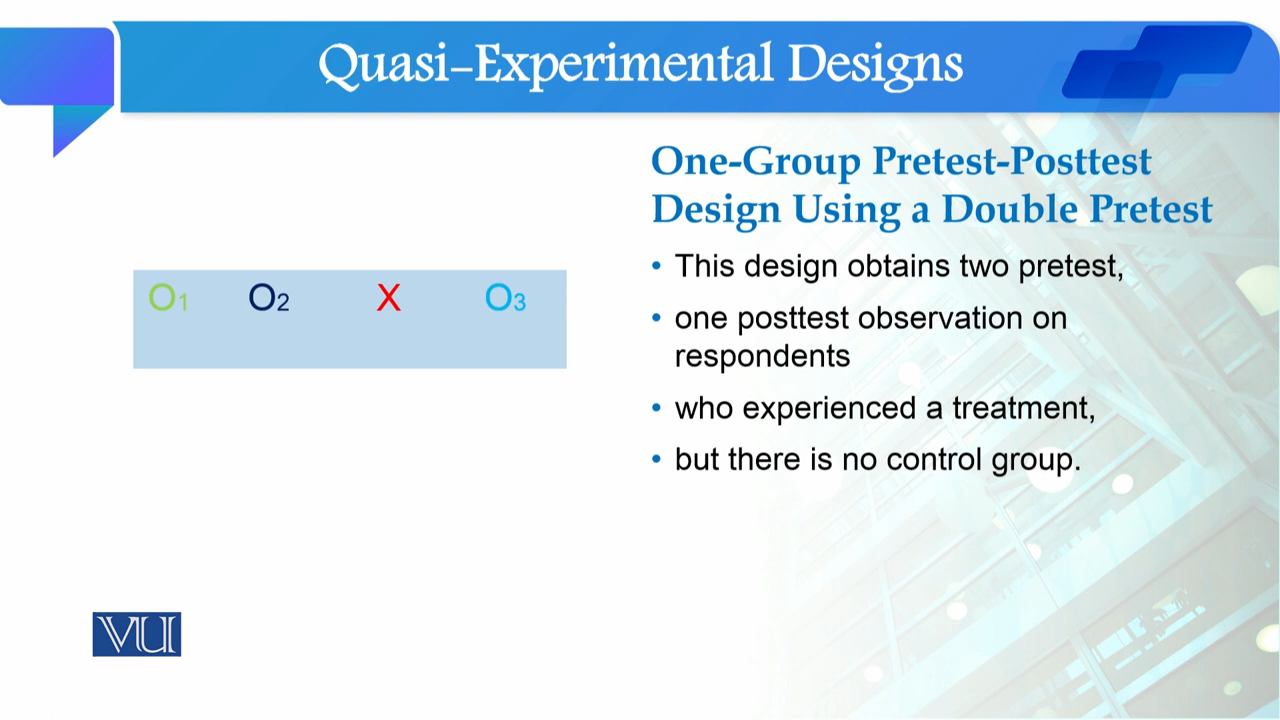 Quasi–Experimental Designs
One-Group Pretest-Posttest
Design Using a Double Pretest
O1 O2 X O3
• This design obtains two pretest,
• one posttest observation on
respondents
• who experienced a treatment,
• but there is no control group.
VU